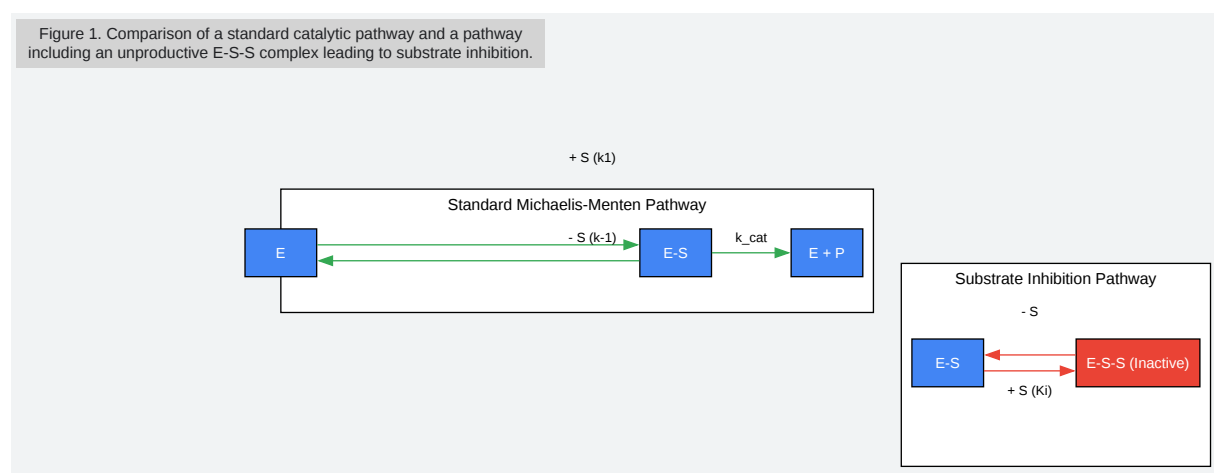 Figure 1. Comparison of a standard catalytic pathway and a pathway
including an unproductive E-S-S complex leading to substrate inhibition.
+ S (k1)
Standard Michaelis-Menten Pathway
E
- S (k-1)
E-S
k_cat
E + P
Substrate Inhibition Pathway
- S
E-S
E-S-S (Inactive)
+ S (Ki)